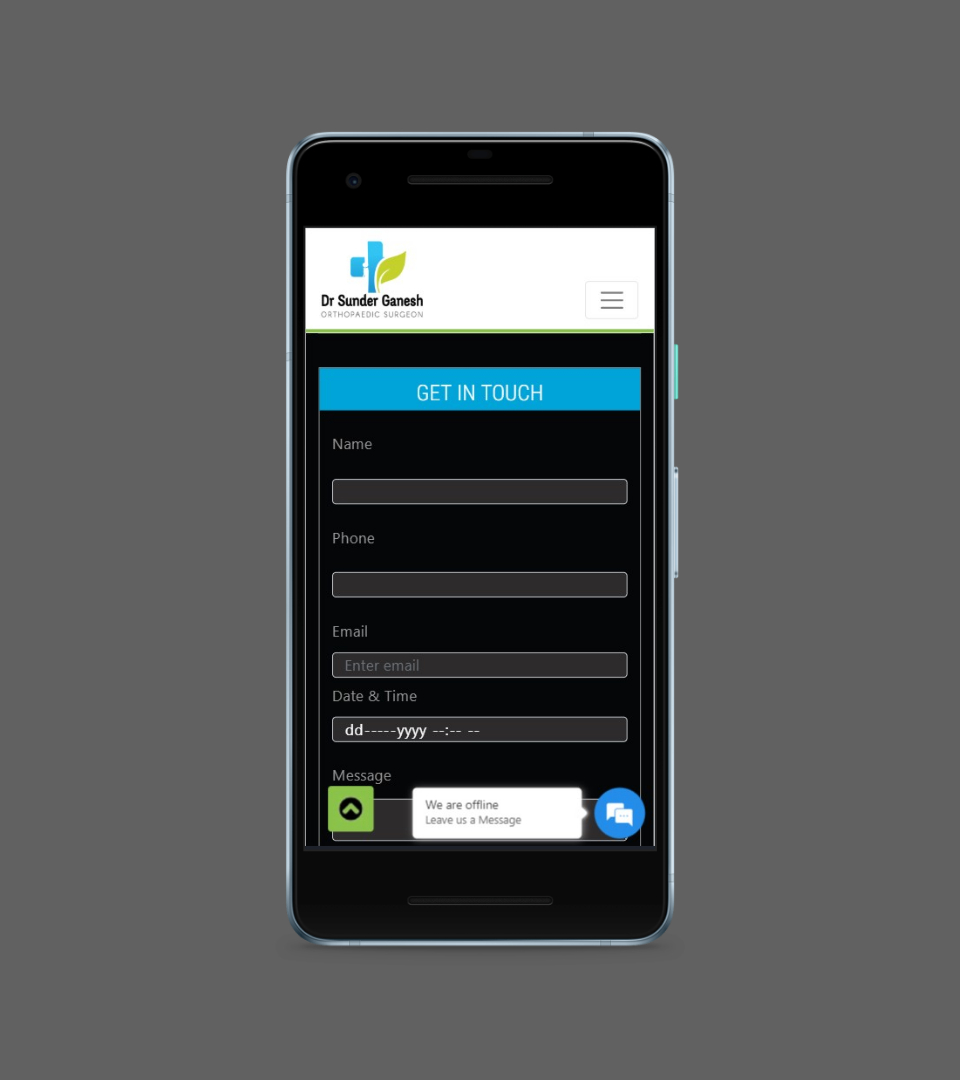 Dr Sunder Ganesh
ORTHOPAEDIC SURGEON
GET IN TOUCH
Name
Phone
Email
Enter email
Date & Time
dd-----yyyy --:-- --
Message
We are offline
Leave us a Message